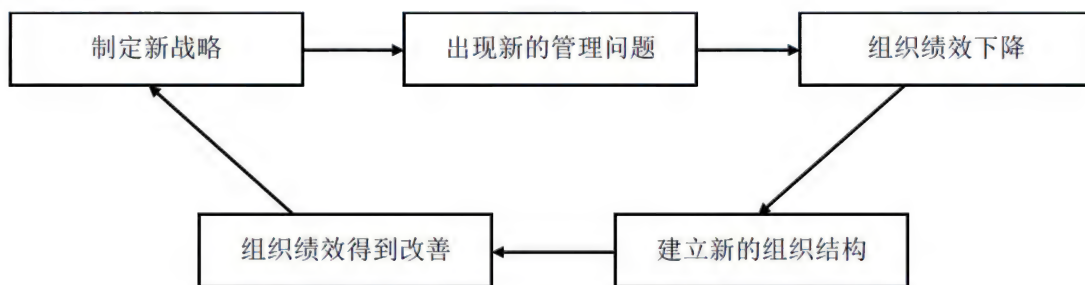 制定新战略
出现新的管理问题
组织绩效下降
组织绩效得到改善
建立新的组织结构